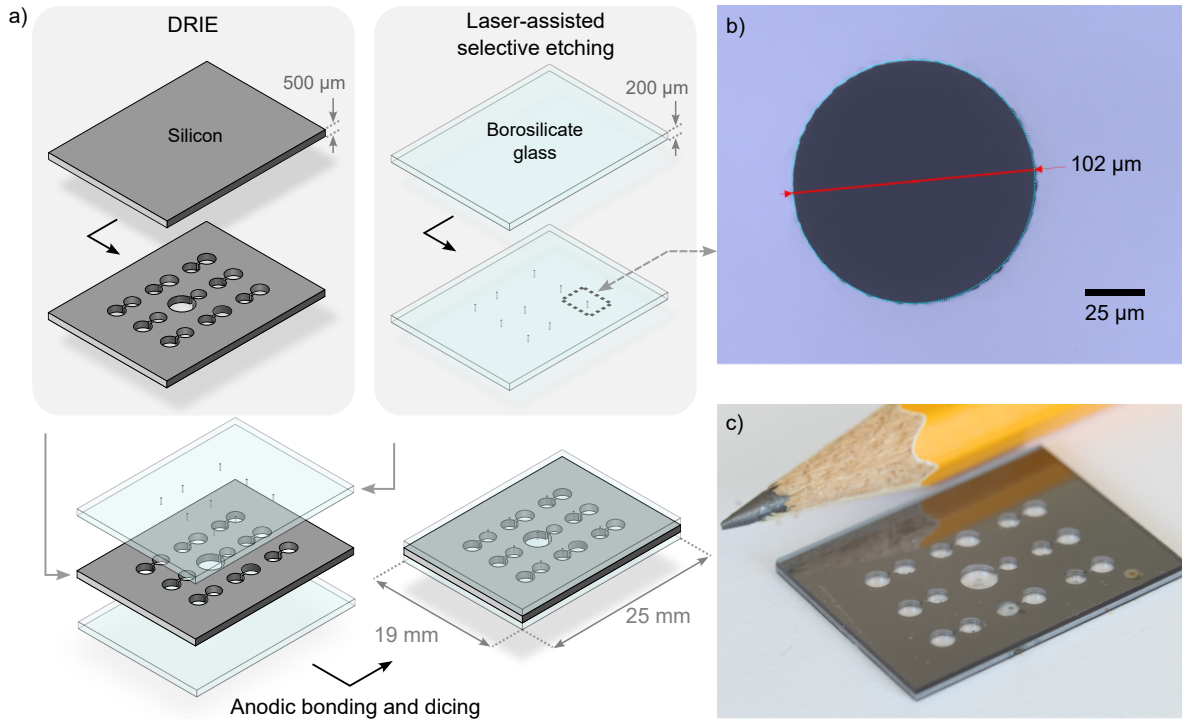 a)
DRIE
500 µm
Silicon
Laser-assisted
selective etching
200 µm
Borosilicate
glass
b)
102 µm
25 µm
19 mm
25 mm
Anodic bonding and dicing
c)